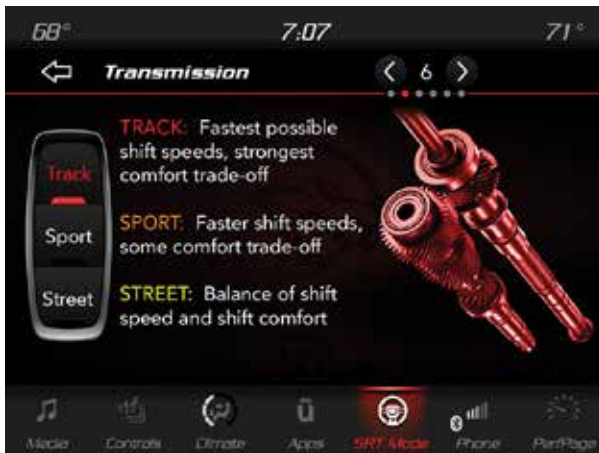 68° 7:07 71°
Transmission 6
TRACK: Fastest possible
shift speeds, strongest
comfort trade-off
Track
SPORT: Faster shift speeds,
some comfort trade-off
Sport
STREET: Balance of shift
speed and shift comfort
Street
Media Controls Climate Apps SRT Mode Phone PerfPage